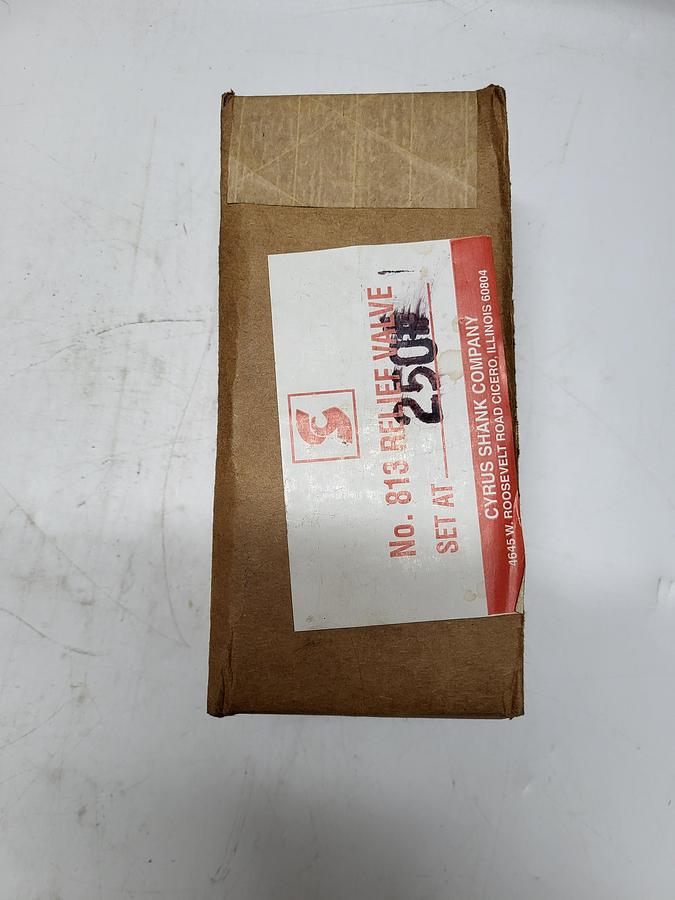 No. 813 RELIEF VALVE
SET AT 250#
CYRUS SHANK COMPANY
4645 W. ROOSEVELT ROAD CICERO, ILLINOIS 60804